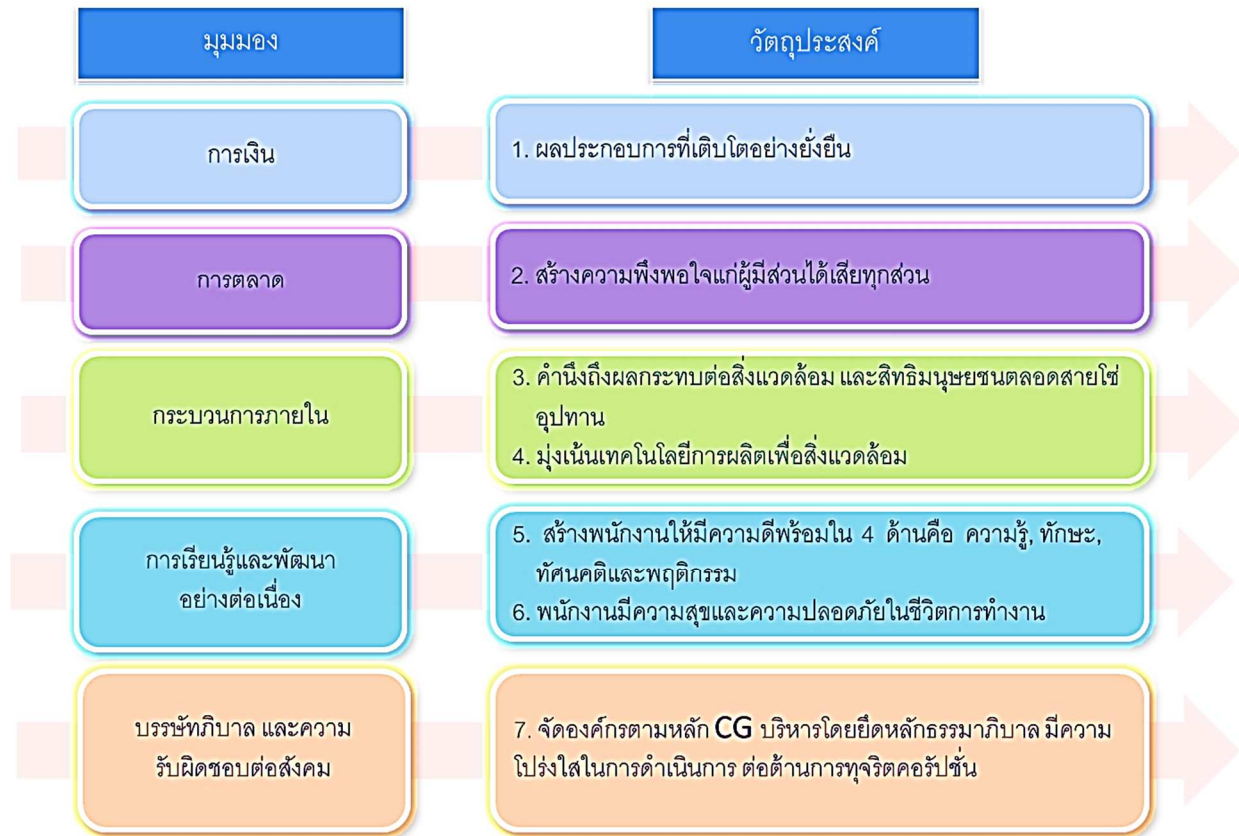 มุมมอง
วัตถุประสงค์
การเงิน
1. ผลประกอบการที่เติบโตอย่างยั่งยืน
การตลาด
2. สร้างความพึงพอใจแก่ผู้มีส่วนได้เสียทุกส่วน
กระบวนการภายใน
3. คำนึงถึงผลกระทบต่อสิ่งแวดล้อม และสิทธิมนุษยชนตลอดสายโซ่
อุปทาน
4. มุ่งเน้นเทคโนโลยีการผลิตเพื่อสิ่งแวดล้อม
การเรียนรู้และพัฒนา
อย่างต่อเนื่อง
5. สร้างพนักงานให้มีความดีพร้อมใน 4 ด้านคือ ความรู้, ทักษะ,
ทัศนคติและพฤติกรรม
6. พนักงานมีความสุขและความปลอดภัยในชีวิตการทำงาน
บรรษัทภิบาล และความ
รับผิดชอบต่อสังคม
7. จัดองค์กรตามหลัก CG บริหารโดยยึดหลักธรรมาภิบาล มีความ
โปร่งใสในการดำเนินการ ต่อต้านการทุจริตคอรัปชั่น